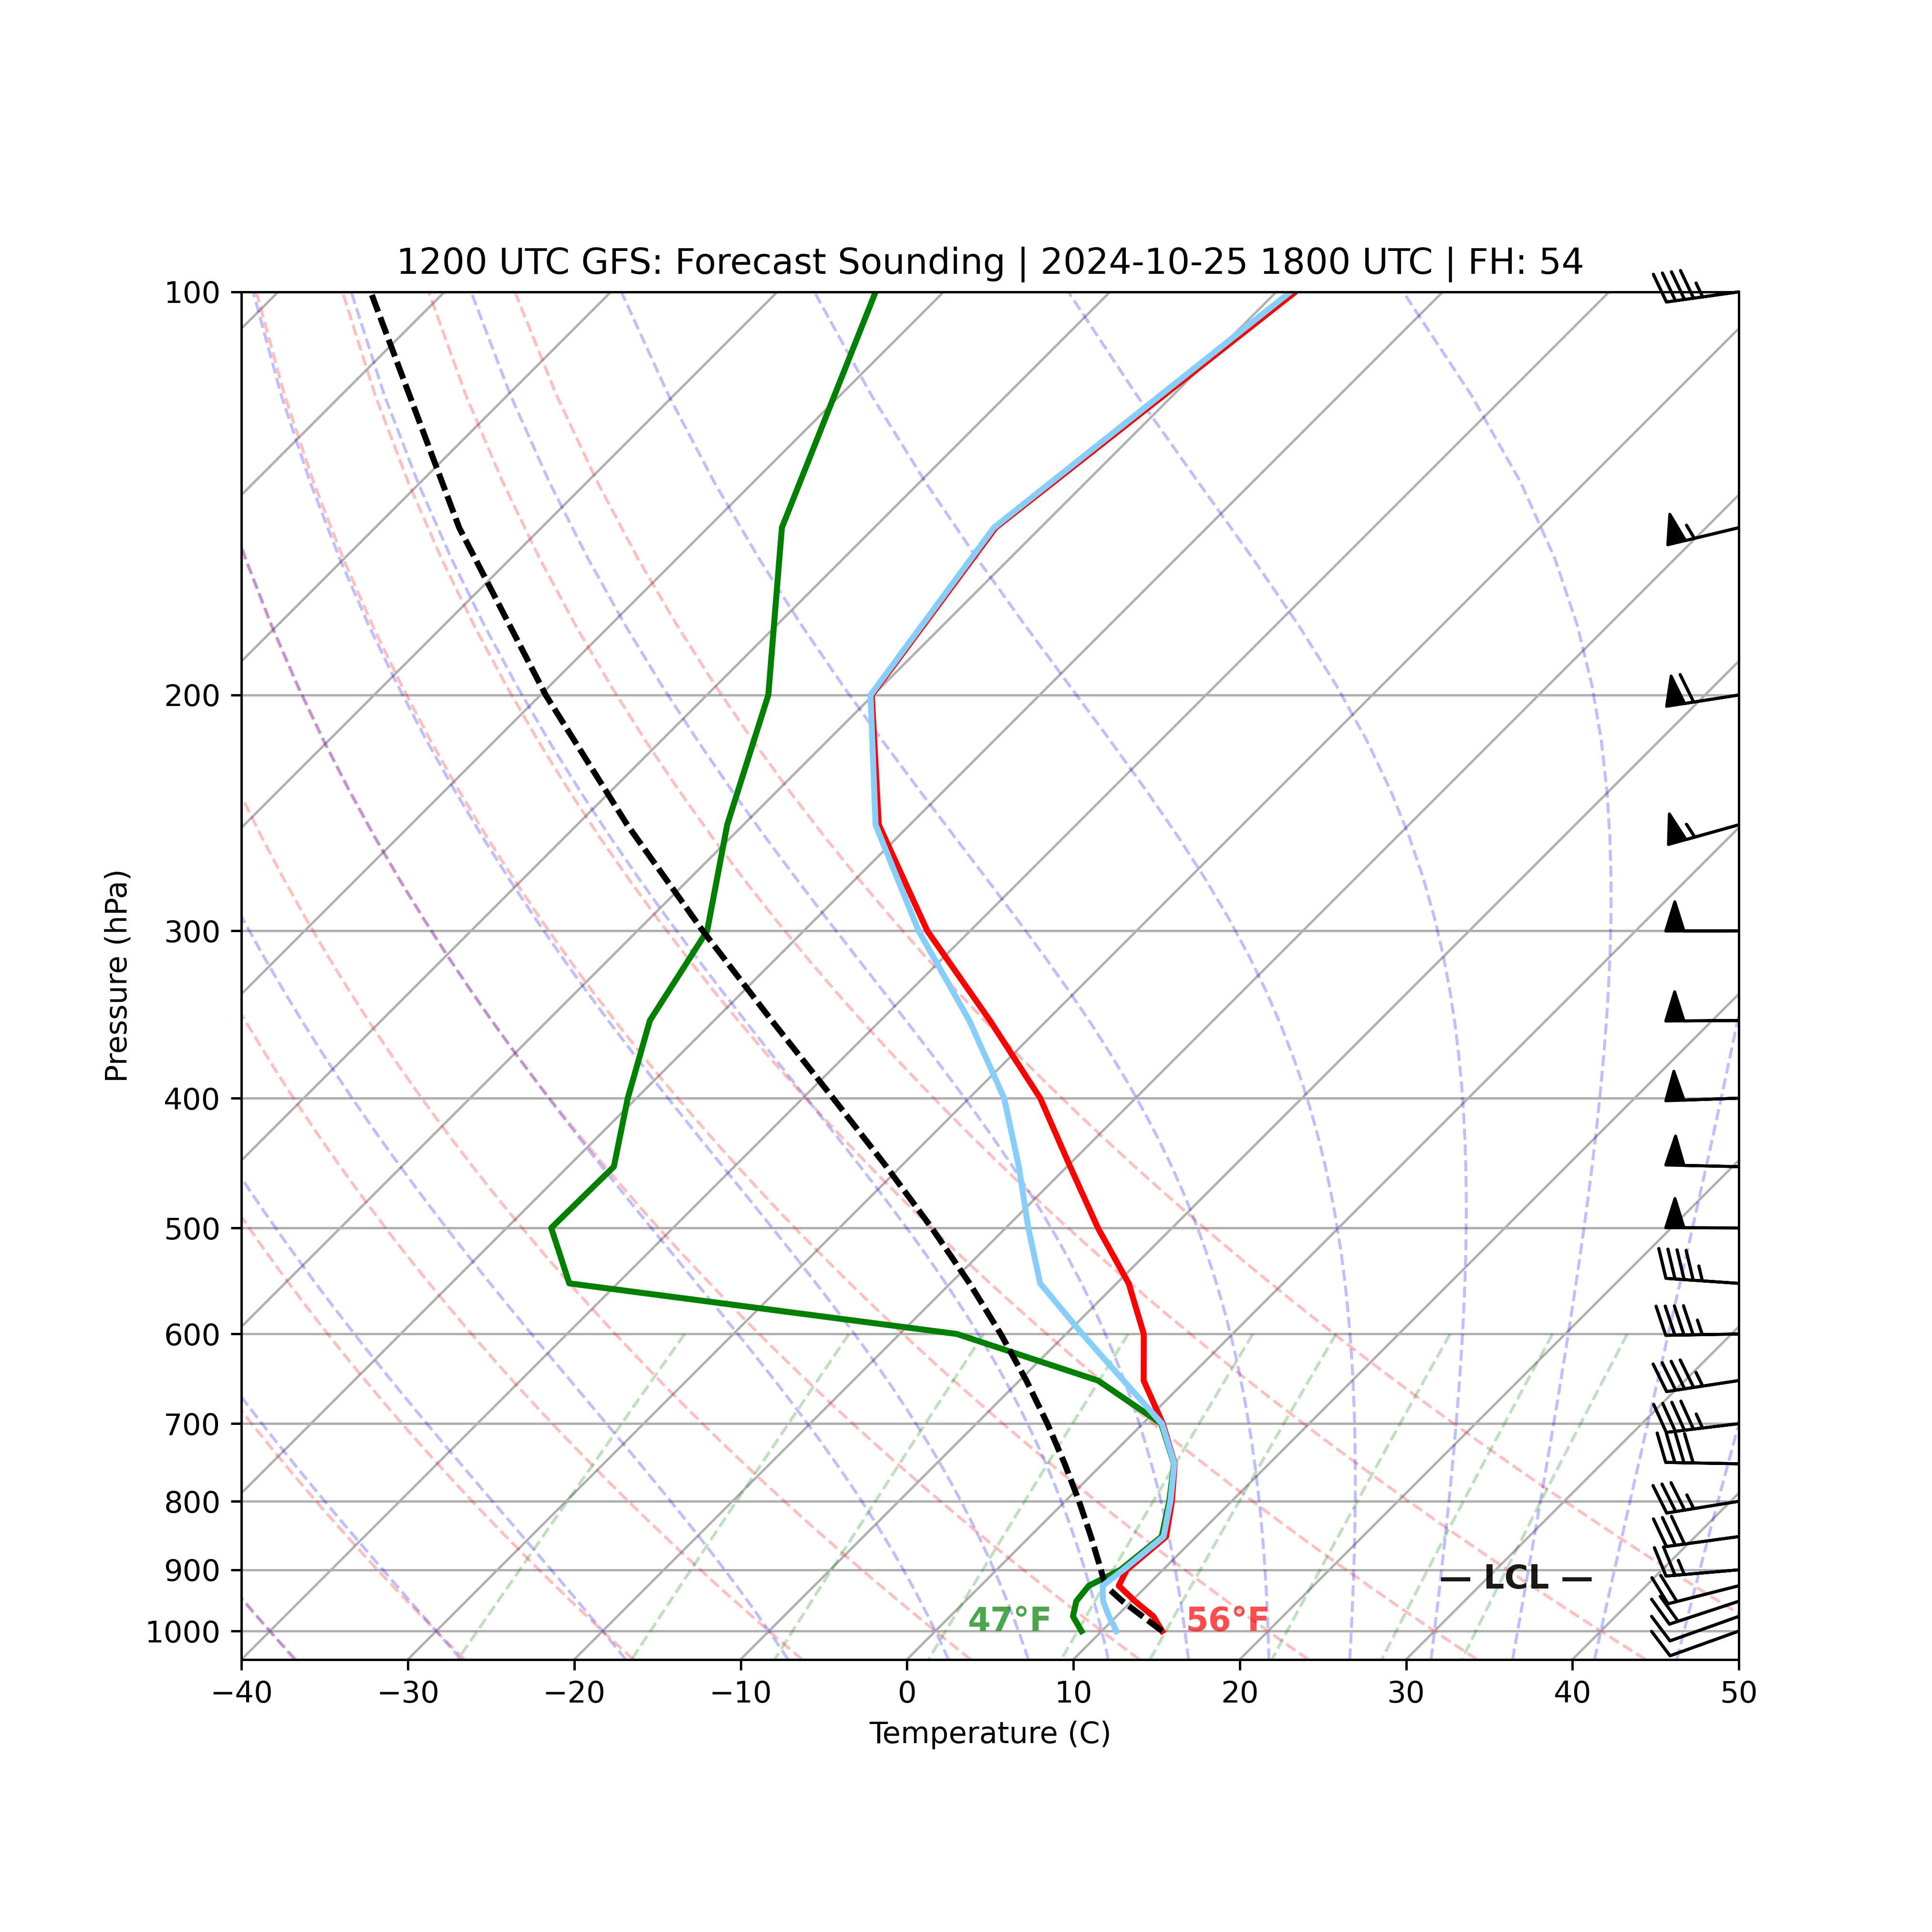 1200 UTC GFS: Forecast Sounding | 2024-10-25 1800 UTC | FH: 54
100
200
300
400
500
600
700
800
900
1000
Pressure (hPa)
— LCL —
47°F
56°F
−40 −30 −20 −10 0 10 20 30 40 50
Temperature (C)